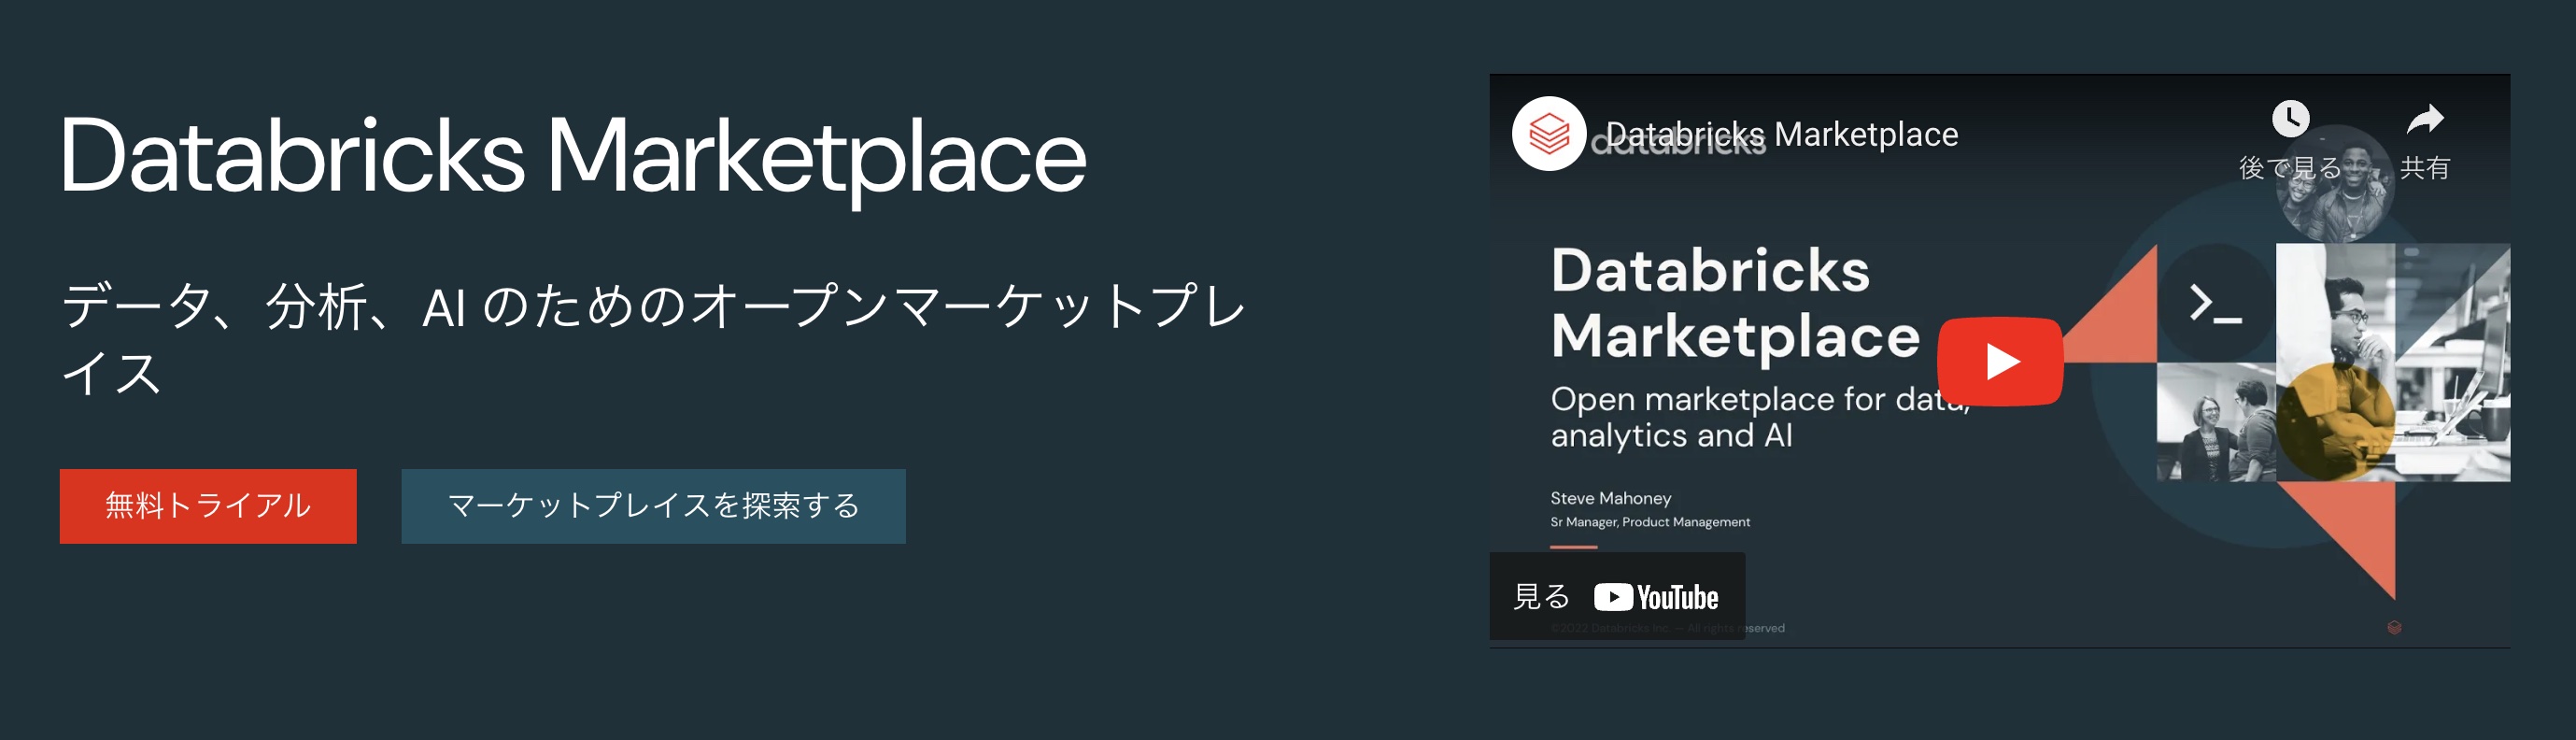 Databricks Marketplace
データ、分析、AI のためのオープンマーケットプレ
イス
無料トライアル
マーケットプレイスを探索する
databricks
Databricks Marketplace
後で見る
共有
Databricks
Marketplace
>_
Open marketplace for data,
analytics and AI
Steve Mahoney
Sr Manager, Product Management
見る
YouTube
©2022 Databricks Inc. — All rights reserved